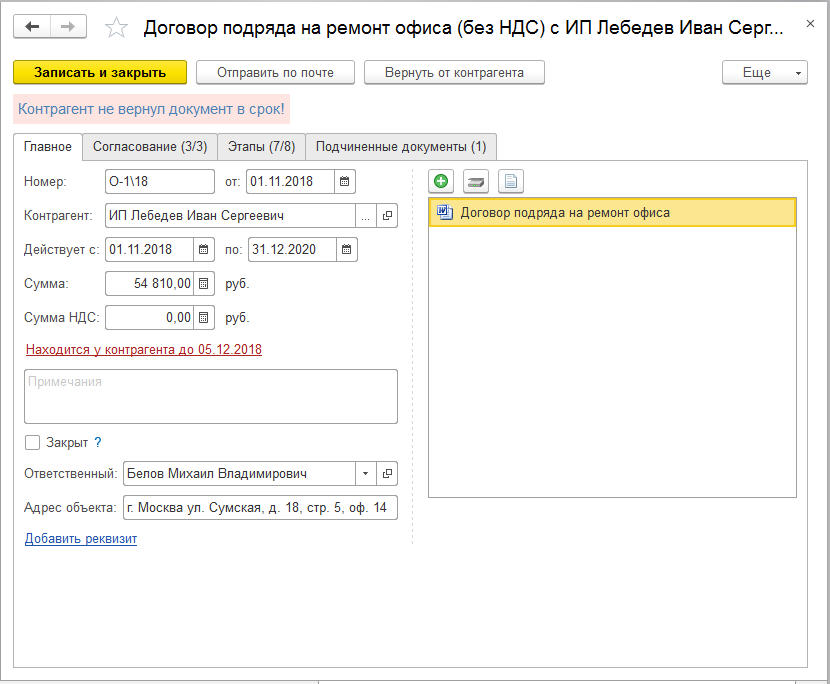 Договор подряда на ремонт офиса (без НДС) с ИП Лебедев Иван Серг...
Записать и закрыть Отправить по почте Вернуть от контрагента Еще
Контрагент не вернул документ в срок!
Главное Согласование (3/3) Этапы (7/8) Подчиненные документы (1)
Номер: О-1\18 от: 01.11.2018
Контрагент: ИП Лебедев Иван Сергеевич ...
Договор подряда на ремонт офиса
Действует с: 01.11.2018 по: 31.12.2020
Сумма: 54 810,00 руб.
Сумма НДС: 0,00 руб.
Находится у контрагента до 05.12.2018
Примечания
Закрыт ?
Ответственный: Белов Михаил Владимирович
Адрес объекта: г. Москва ул. Сумская, д. 18, стр. 5, оф. 14
Добавить реквизит